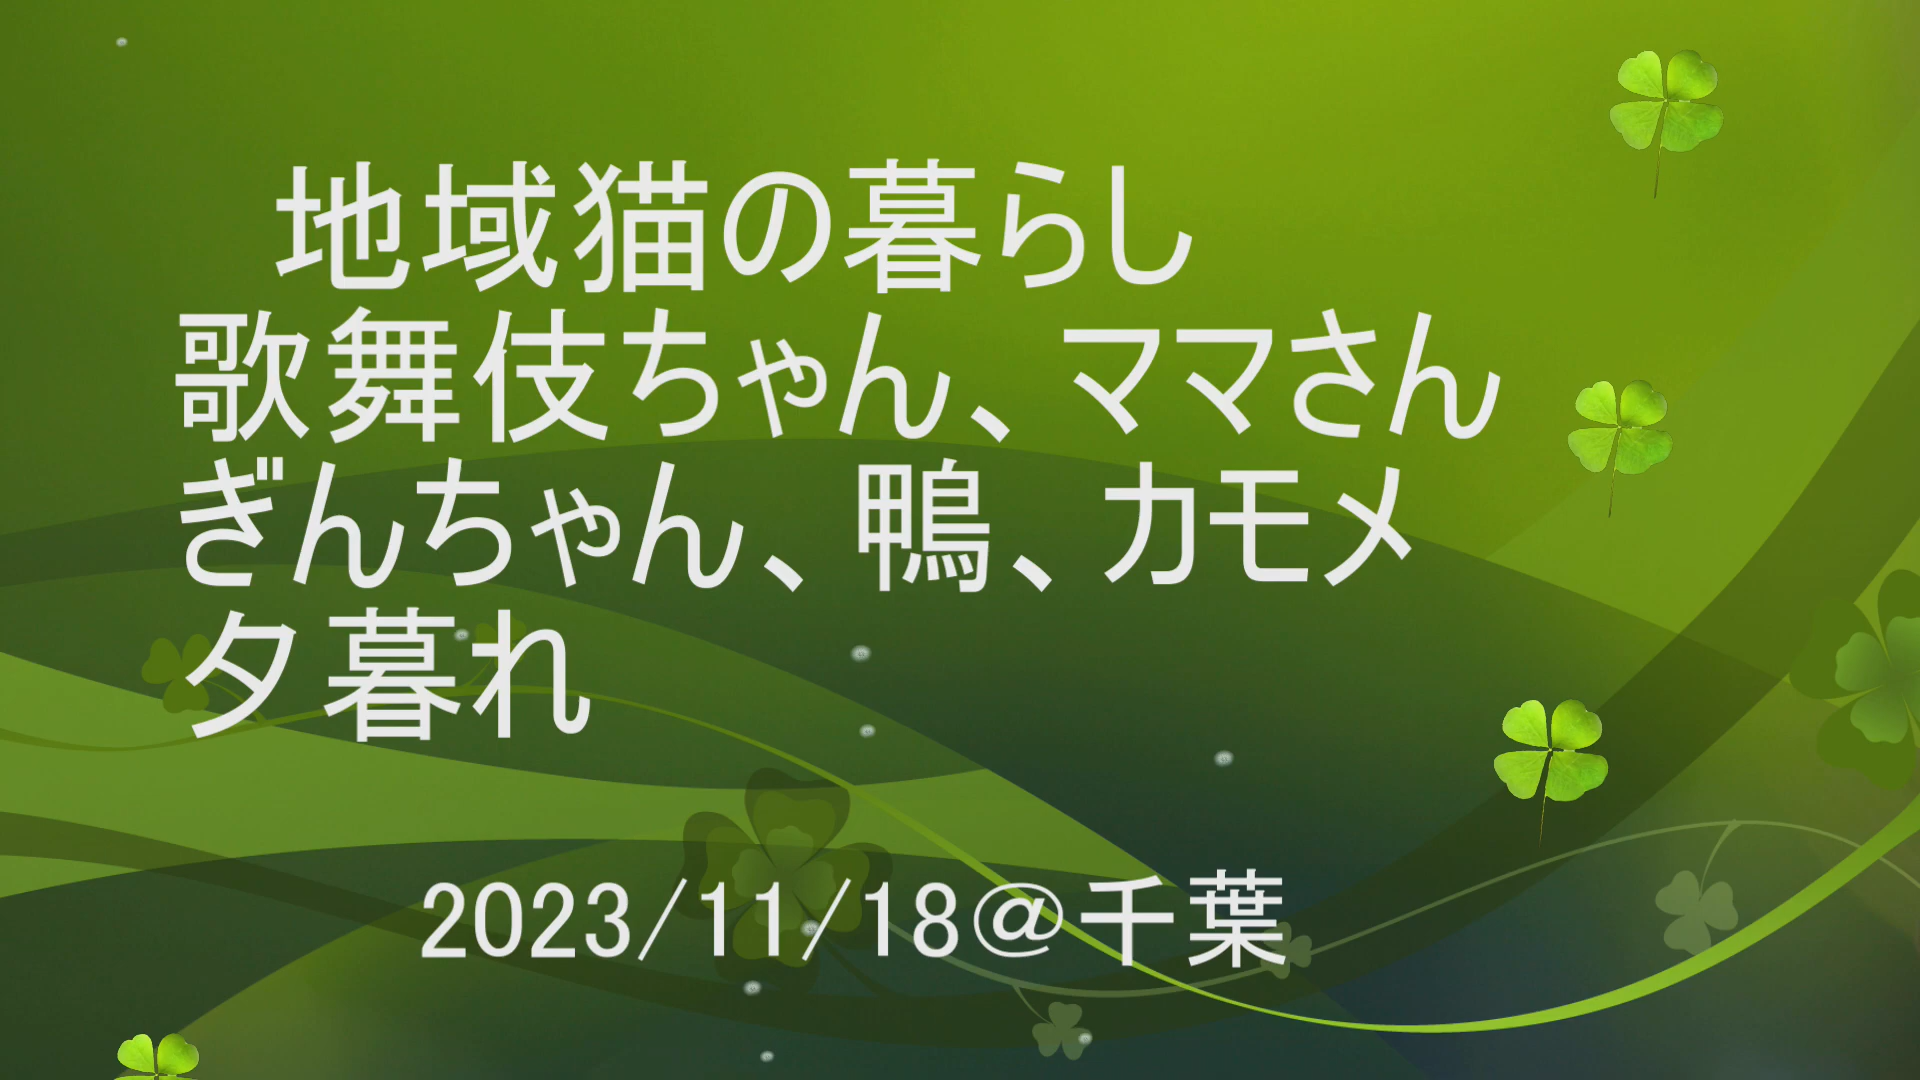 地域猫の暮らし
歌舞伎ちゃん、ママさん
ぎんちゃん、鴨、カモメ
夕暮れ
2023/11/18＠千葉